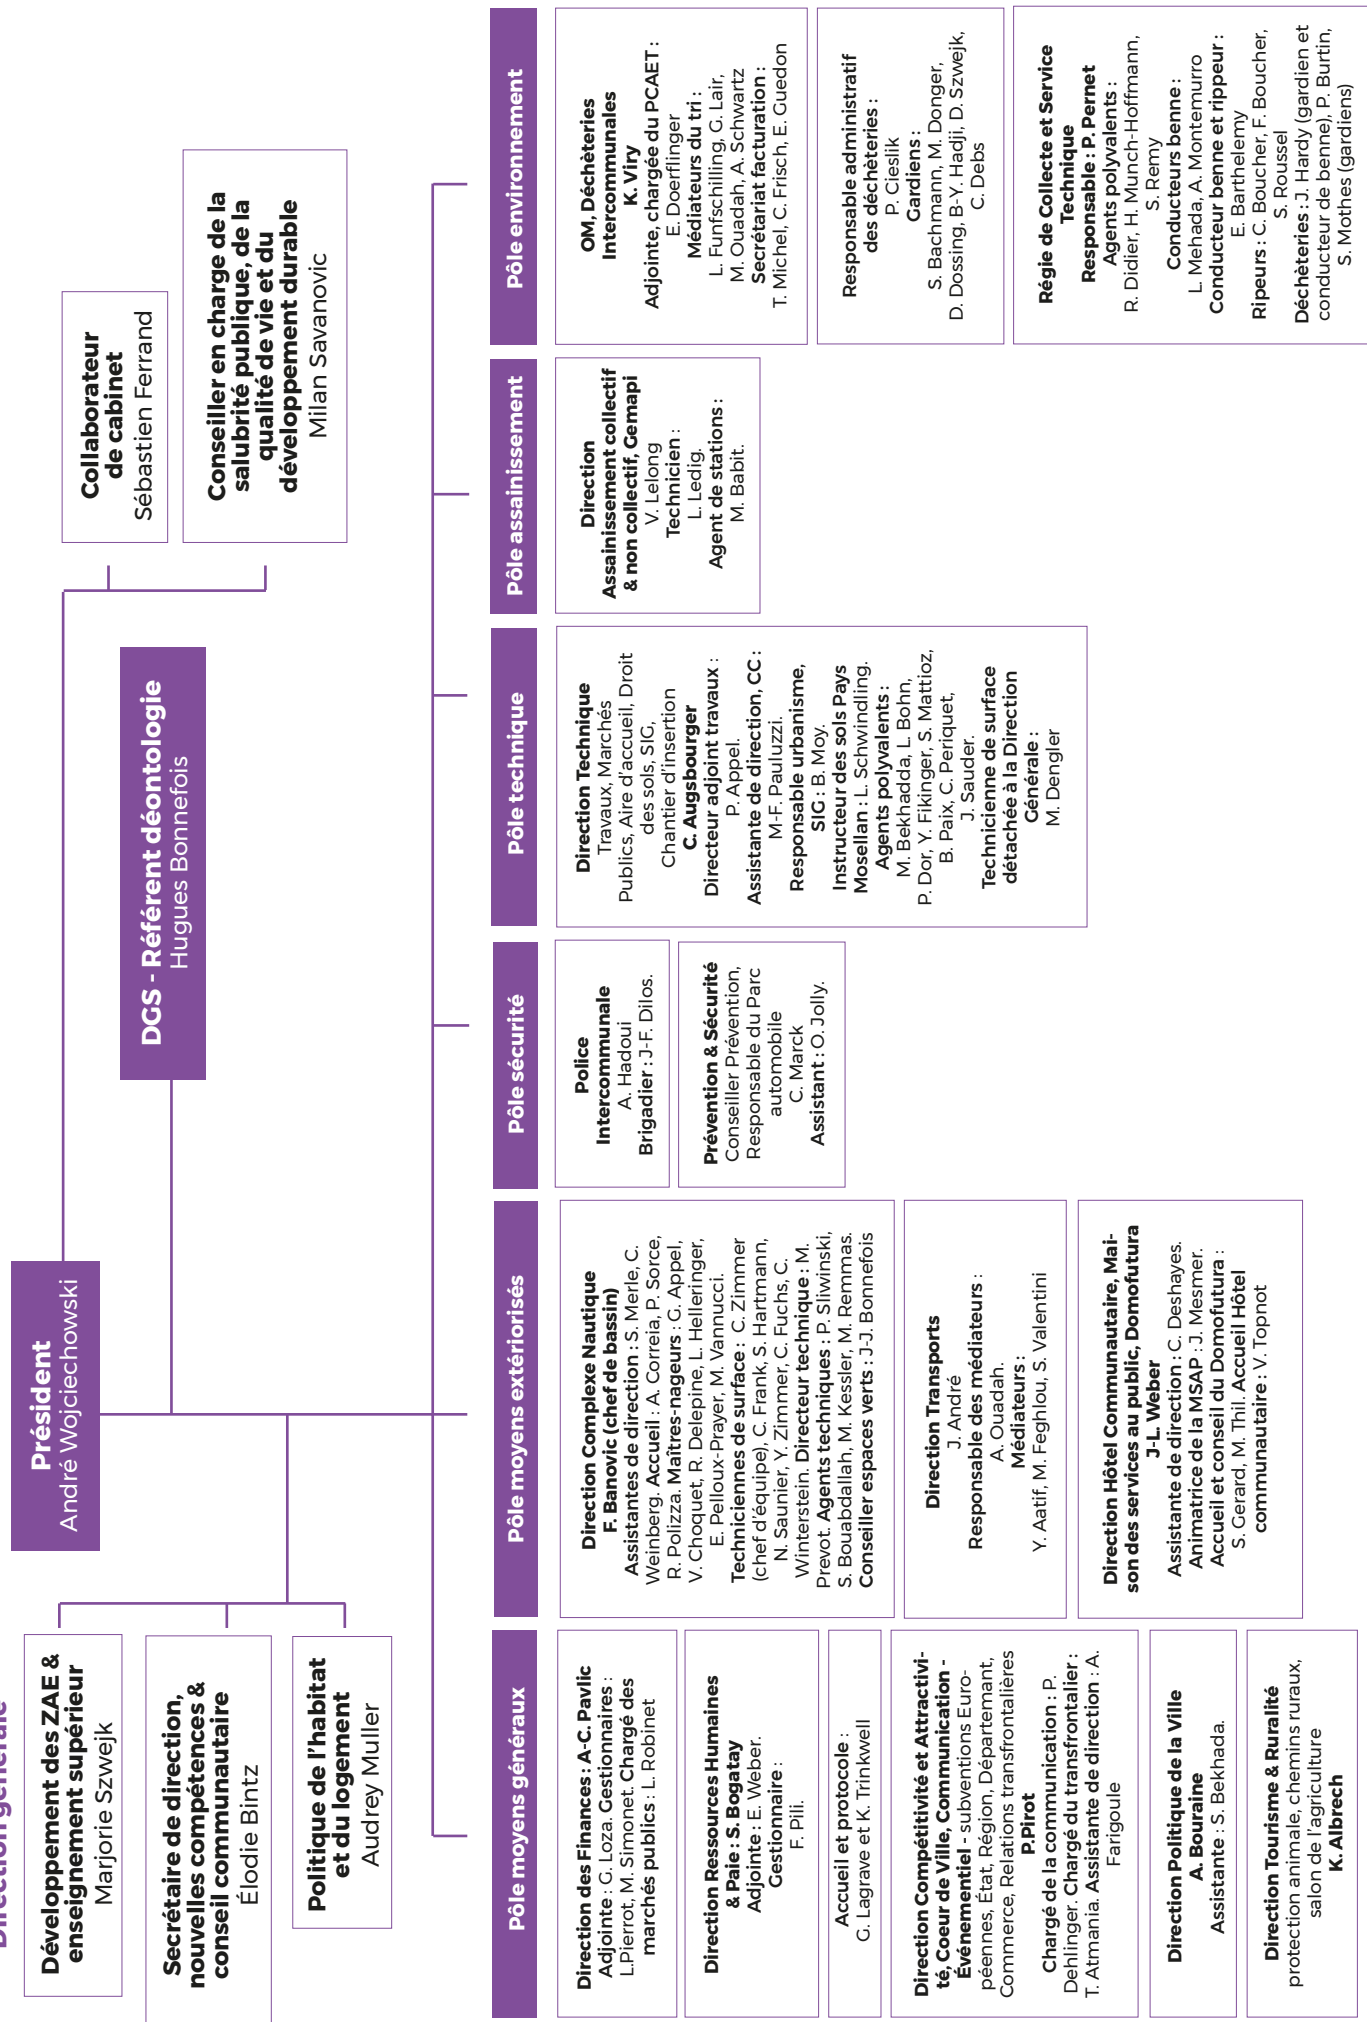 Direction générale
Président
André Wojciechowski
DGS - Référent déontologie
Hugues Bonnefois
Développement des ZAE &
enseignement supérieur
Marjorie Szwejk
Secrétaire de direction,
nouvelles compétences &
conseil communautaire
Élodie Bintz
Politique de l'habitat
et du logement
Audrey Muller
Collaborateur
de cabinet
Sébastien Ferrand
Conseiller en charge de la
salubrité publique, de la
qualité de vie et du
développement durable
Milan Savanovic
Pôle moyens généraux
Direction des Finances : A-C. Pavlic
Adjointe : G. Loza. Gestionnaires :
L.Pierrot, M. Simonet. Chargé des
marchés publics : L. Robinet
Direction Ressources Humaines
& Paie : S. Bogatay
Adjointe : E. Weber.
Gestionnaire :
F. Pili.
Accueil et protocole :
G. Lagrave et K. Trinkwell
Direction Compétitivité et Attractivi-
té, Coeur de Ville, Communication -
Événementiel - subventions Euro-
péennes, État, Région, Département,
Commerce, Relations transfrontalières
P.Pirot
Chargé de la communication : P.
Dehlinger. Chargé du transfrontalier :
T. Atmania. Assistante de direction : A.
Farigoule
Direction Politique de la Ville
A. Bouraine
Assistante : S. Bekhada.
Direction Tourisme & Ruralité
protection animale, chemins ruraux,
salon de l'agriculture
K. Albrech
Pôle moyens extériorisés
Direction Complexe Nautique
F. Banovic (chef de bassin)
Assistantes de direction : S. Merle, C.
Weinberg. Accueil : A. Correia, P. Sorce,
R. Polizza. Maîtres-nageurs : G. Appel,
V. Choquet, R. Delepine, L. Helleringer,
E. Pelloux-Prayer, M. Vannucci.
Techniciennes de surface : C. Zimmer
(chef d'équipe), C. Frank, S. Hartmann,
N. Saunier, Y. Zimmer, C. Fuchs, C.
Winterstein. Directeur technique : M.
Prevot. Agents techniques : P. Sliwinski,
S. Bouabdallah, M. Kessler, M. Remmas.
Conseiller espaces verts : J-J. Bonnefois
Direction Transports
J. André
Responsable des médiateurs :
A. Ouadah.
Médiateurs :
Y. Aatif, M. Feghlou, S. Valentini
Direction Hôtel Communautaire, Mai-
son des services au public, Domofutura
J-L. Weber
Assistante de direction : C. Deshayes.
Animatrice de la MSAP : J. Mesmer.
Accueil et conseil du Domofutura :
S. Gerard, M. Thil. Accueil Hôtel
communautaire : V. Topnot
Pôle sécurité
Police
Intercommunale
A. Hadoui
Brigadier : J-F. Dilos.
Prévention & Sécurité
Conseiller Prévention,
Responsable du Parc
automobile
C. Marck
Assistant : O. Jolly.
Pôle technique
Direction Technique
Travaux, Marchés
Publics, Aire d'accueil, Droit
des sols, SIG,
Chantier d'insertion
C. Augsbourger
Directeur adjoint travaux :
P. Appel.
Assistante de direction, CC :
M-F. Pauluzzi.
Responsable urbanisme,
SIG : B. Moy.
Instructeur des sols Pays
Mosellan : L. Schwindling.
Agents polyvalents :
M. Bekhadda, L. Bohn,
P. Dor, Y. Fikinger, S. Mattioz,
B. Paix, C. Periquet,
J. Sauder.
Technicienne de surface
détachée à la Direction
Générale :
M. Dengler
Pôle assainissement
Direction
Assainissement collectif
& non collectif, Gemapi
V. Lelong
Technicien :
L. Ledig.
Agent de stations :
M. Babit.
Pôle environnement
OM, Déchèteries
Intercommunales
K. Viry
Adjointe, chargée du PCAET :
E. Doerflinger
Médiateurs du tri :
L. Funfschilling, G. Lair,
M. Ouadah, A. Schwartz
Secrétariat facturation :
T. Michel, C. Frisch, E. Guedon
Responsable administratif
des déchèteries :
P. Cieslik
Gardiens :
S. Bachmann, M. Donger,
D. Dossing, B-Y. Hadji, D. Szwejk,
C. Debs
Régie de Collecte et Service
Technique
Responsable : P. Pernet
Agents polyvalents :
R. Didier, H. Munch-Hoffmann,
S. Remy
Conducteurs benne :
L. Mehada, A. Montemurro
Conducteur benne et rippeur :
E. Barthelemy
Ripeurs : C. Boucher, F. Boucher,
S. Roussel
Déchèteries : J. Hardy (gardien et
conducteur de benne), P. Burtin,
S. Mothes (gardiens)